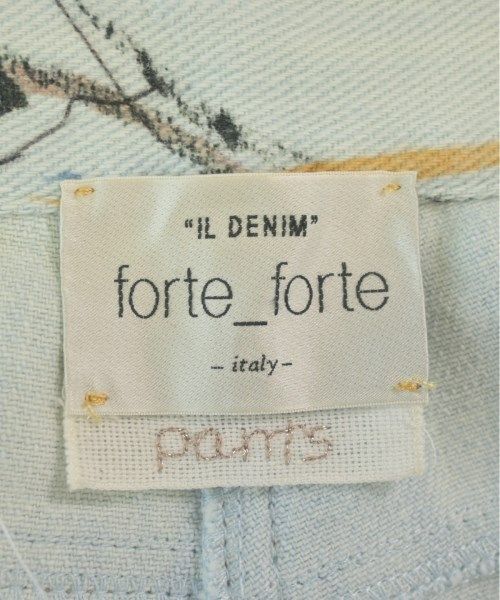 “IL DENIM”
forte_forte
- italy -
pants